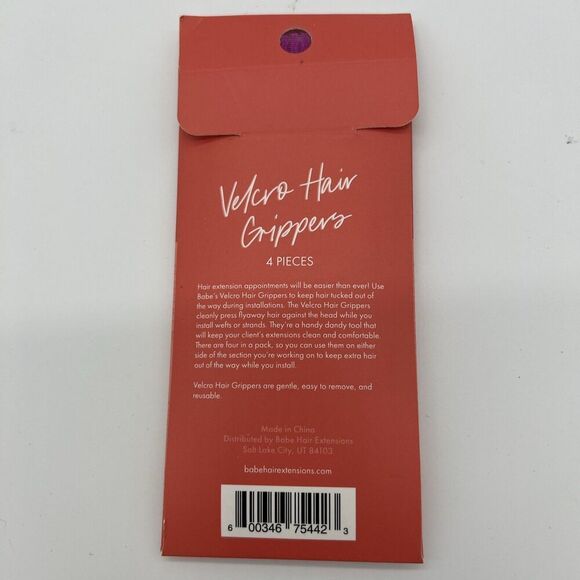 Velcro Hair
Grippers
4 PIECES
Hair extension appointments will be easier than ever! Use
Babe's Velcro Hair Grippers to keep hair tucked out of
the way during installations. The Velcro Hair Grippers
cleanly press flyaway hair against the head while you
install wefts or strands. They're a handy dandy tool that
will keep your client's extensions clean and comfortable.
There are four in a pack, so you can use them on either
side of the section you're working on to keep extra hair
out of the way while you install.
Velcro Hair Grippers are gentle, easy to remove, and
reusable.
Made in China
Distributed by Babe Hair Extensions
Salt Lake City, UT 84103
babehairextensions.com
6 00346 75442 3